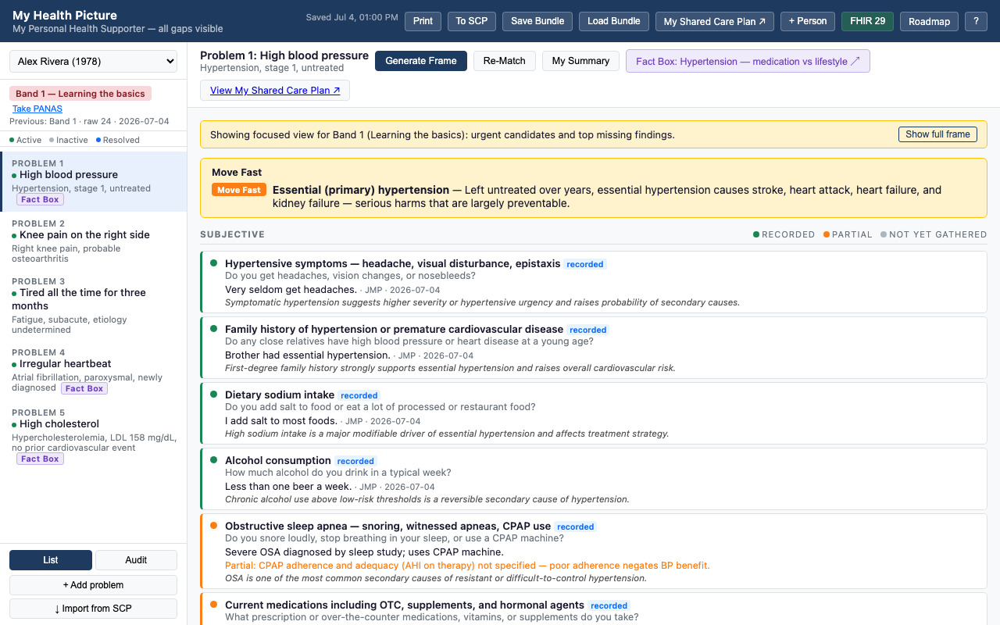 My Health Picture
My Personal Health Supporter — all gaps visible
Saved Jul 4, 01:00 PM
Print
To SCP
Save Bundle
Load Bundle
My Shared Care Plan ↗
+ Person
FHIR 29
Roadmap
?
Alex Rivera (1978)
Band 1 — Learning the basics
Take PANAS
Previous: Band 1 · raw 24 · 2026-07-04
Active
Inactive
Resolved
PROBLEM 1
High blood pressure
Hypertension, stage 1, untreated
Fact Box
PROBLEM 2
Knee pain on the right side
Right knee pain, probable
osteoarthritis
PROBLEM 3
Tired all the time for three
months
Fatigue, subacute, etiology
undetermined
PROBLEM 4
Irregular heartbeat
Atrial fibrillation, paroxysmal, newly
diagnosed Fact Box
PROBLEM 5
High cholesterol
Hypercholesterolemia, LDL 158 mg/dL,
no prior cardiovascular event
Fact Box
List
Audit
+ Add problem
↓ Import from SCP
Problem 1: High blood pressure
Hypertension, stage 1, untreated
Generate Frame
Re-Match
My Summary
Fact Box: Hypertension — medication vs lifestyle ↗
View My Shared Care Plan ↗
Showing focused view for Band 1 (Learning the basics): urgent candidates and top missing findings.
Show full frame
Move Fast
Move Fast Essential (primary) hypertension — Left untreated over years, essential hypertension causes stroke, heart attack, heart failure, and
kidney failure — serious harms that are largely preventable.
SUBJECTIVE
RECORDED
PARTIAL
NOT YET GATHERED
Hypertensive symptoms — headache, visual disturbance, epistaxis recorded
Do you get headaches, vision changes, or nosebleeds?
Very seldom get headaches. · JMP · 2026-07-04
Symptomatic hypertension suggests higher severity or hypertensive urgency and raises probability of secondary causes.
Family history of hypertension or premature cardiovascular disease recorded
Do any close relatives have high blood pressure or heart disease at a young age?
Brother had essential hypertension. · JMP · 2026-07-04
First-degree family history strongly supports essential hypertension and raises overall cardiovascular risk.
Dietary sodium intake recorded
Do you add salt to food or eat a lot of processed or restaurant food?
I add salt to most foods. · JMP · 2026-07-04
High sodium intake is a major modifiable driver of essential hypertension and affects treatment strategy.
Alcohol consumption recorded
How much alcohol do you drink in a typical week?
Less than one beer a week. · JMP · 2026-07-04
Chronic alcohol use above low-risk thresholds is a reversible secondary cause of hypertension.
Obstructive sleep apnea — snoring, witnessed apneas, CPAP use recorded
Do you snore loudly, stop breathing in your sleep, or use a CPAP machine?
Severe OSA diagnosed by sleep study; uses CPAP machine.
Partial: CPAP adherence and adequacy (AHI on therapy) not specified — poor adherence negates BP benefit.
OSA is one of the most common secondary causes of resistant or difficult-to-control hypertension.
Current medications including OTC, supplements, and hormonal agents recorded
What prescription or over-the-counter medications, vitamins, or supplements do you take?